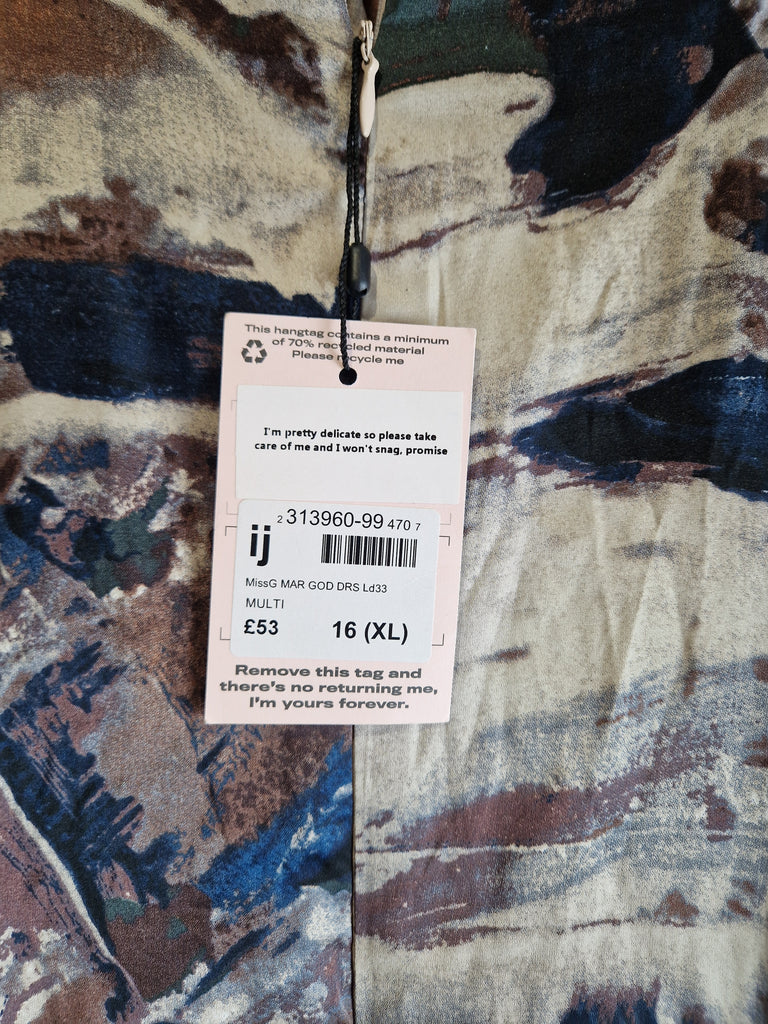 This hangtag contains a minimum
of 70% recycled material
Please recycle me
I'm pretty delicate so please take
care of me and I won't snag, promise
2 313960-99 470 7
ij
MissG MAR GOD DRS Ld33
MULTI
£53 16 (XL)
Remove this tag and
there's no returning me,
I'm yours forever.